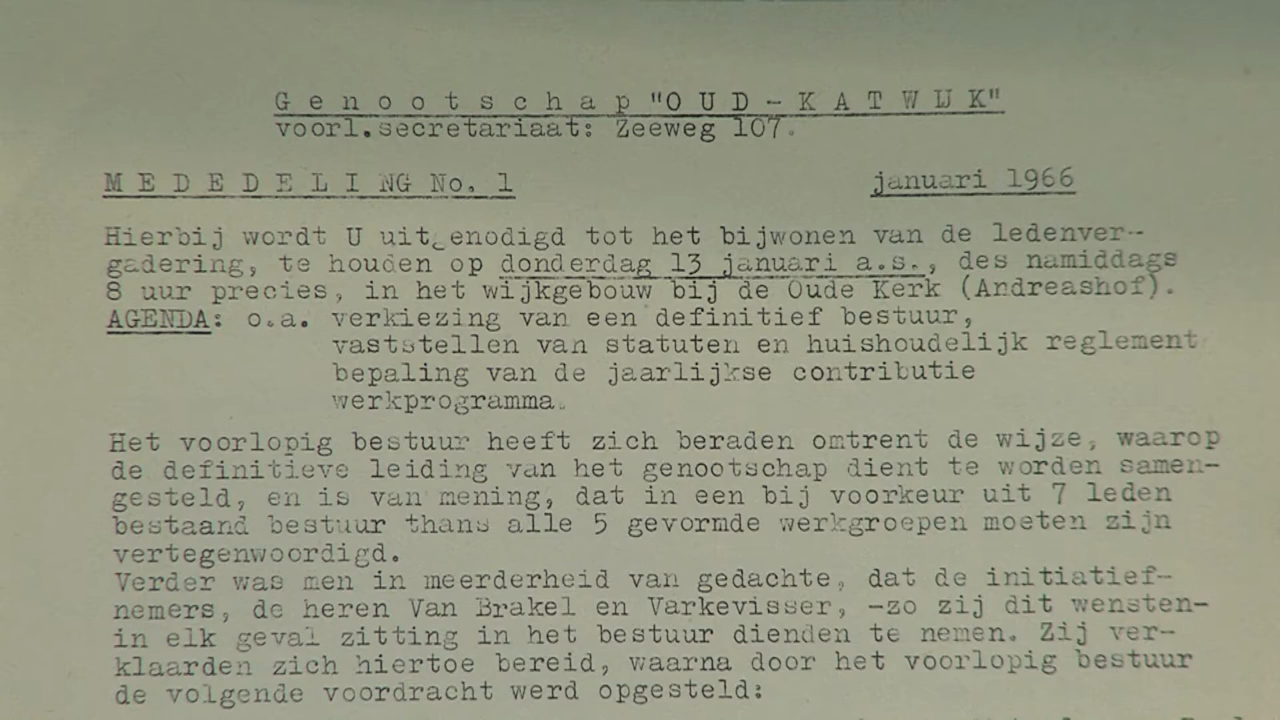 Genootschap "OUD-KATWIJK"
voorl.secretariaat: Zeeweg 107.
MEDEDELING No. 1 januari 1966
Hierbij wordt U uitgenodigd tot het bijwonen van de ledenver-
gadering, te houden op donderdag 13 januari a.s., des namiddags
8 uur precies, in het wijkgebouw bij de Oude Kerk (Andreashof).
AGENDA: o.a. verkiezing van een definitief bestuur,
vaststellen van statuten en huishoudelijk reglement
bepaling van de jaarlijkse contributie
werkprogramma.
Het voorlopig bestuur heeft zich beraden omtrent de wijze, waarop
de definitieve leiding van het genootschap dient te worden samen-
gesteld, en is van mening, dat in een bij voorkeur uit 7 leden
bestaand bestuur thans alle 5 gevormde werkgroepen moeten zijn
vertegenwoordigd.
Verder was men in meerderheid van gedachte, dat de initiatief-
nemers, de heren Van Brakel en Varkevisser, -zo zij dit wensten-
in elk geval zitting in het bestuur dienden te nemen. Zij ver-
klaarden zich hiertoe bereid, waarna door het voorlopig bestuur
de volgende voordracht werd opgesteld: